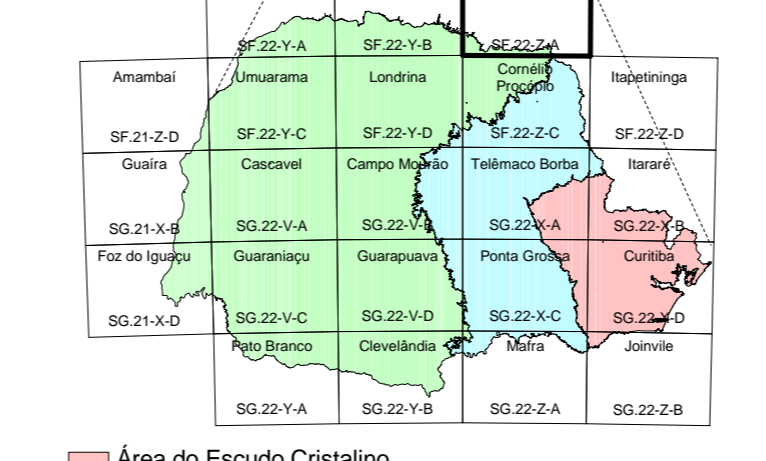 SF.22-Y-A SF.22-Y-B SF.22-Z-A
Amambaí Umuarama Londrina Cornélio Procópio Itapetininga
SF.21-Z-D SF.22-Y-C SF.22-Y-D SF.22-Z-C SF.22-Z-D
Guaíra Cascavel Campo Mourão Telêmaco Borba Itararé
SG.21-X-B SG.22-V-A SG.22-V-B SG.22-X-A SG.22-X-B
Foz do Iguaçu Guaraniaçu Guarapuava Ponta Grossa Curitiba
SG.21-X-D SG.22-V-C SG.22-V-D SG.22-X-C SG.22-X-D
Pato Branco Clevelândia Mafra Joinvile
SG.22-Y-A SG.22-Y-B SG.22-Z-A SG.22-Z-B
Área do Escudo Cristalino